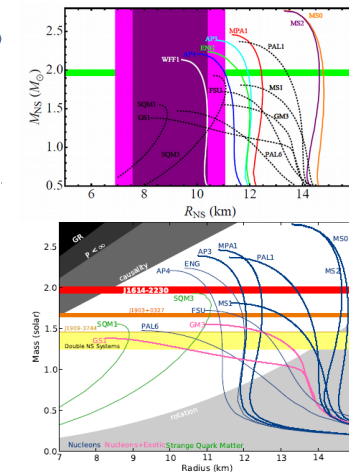 M_NS (M_⊙)
2.5
2.0
1.5
1.0
0.5
MS0
MS2
MPA1
AP3
PAL1
ENG
AP4
WFF1
FSU
MS1
SQM1
GS1
GM3
SQM3
PAL6
6
8
10
12
14
R_NS (km)
GR
P < ∞
causality
MPA1
AP3
PAL1
ENG
AP4
MS0
MS2
J1614-2230
SQM3
J1903+0327
FSU
MS1
J1909-3744
SQM1
PAL6
GM3
GS1
Double NS Systems
rotation
Mass (solar)
2.5
2.0
1.5
1.0
0.5
0.0
7
8
9
10
11
12
13
14
15
Nucleons Nucleons+Exotic Strange Quark Matter
Radius (km)